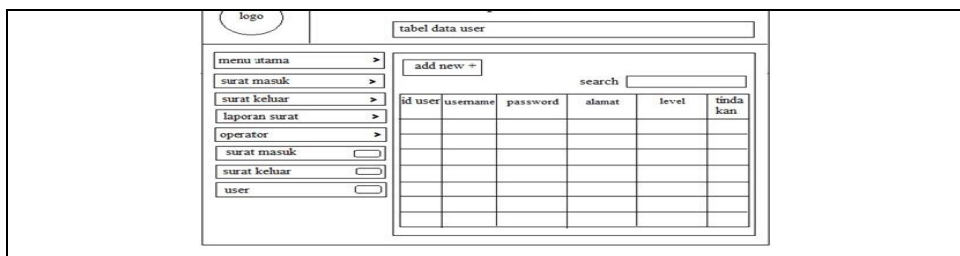 logo
tabel data user
menu utama >
surat masuk >
surat keluar >
laporan surat >
operator >
surat masuk
surat keluar
user
add new +
search
id user username password alamat level tinda
kan